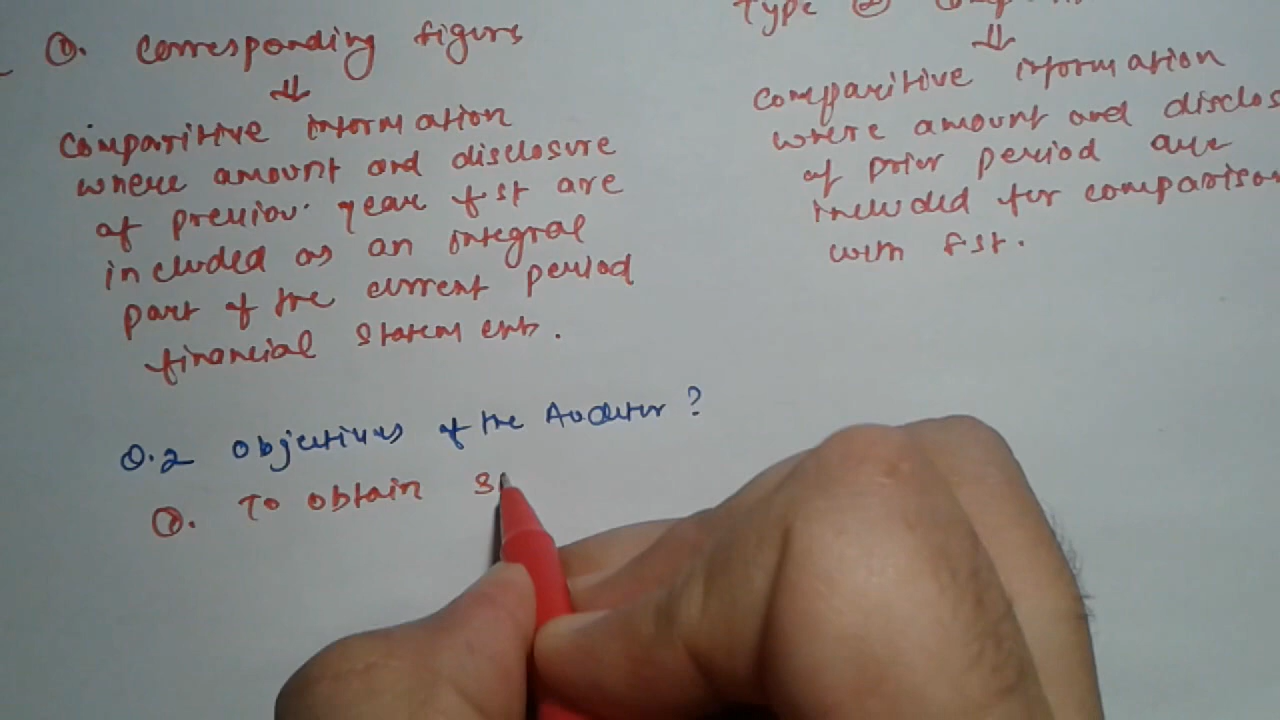 ①. Corresponding figure
⇓
Comparitive information
where amount and disclosure
of previou. year fst are
included as an integral
part of the current period
financial statements.
Type ②
⇓
Comparitive information
where amount and disclos
of prior period are
included for comparison
with fst.
Q.2 Objectives of the Auditor?
①. To obtain